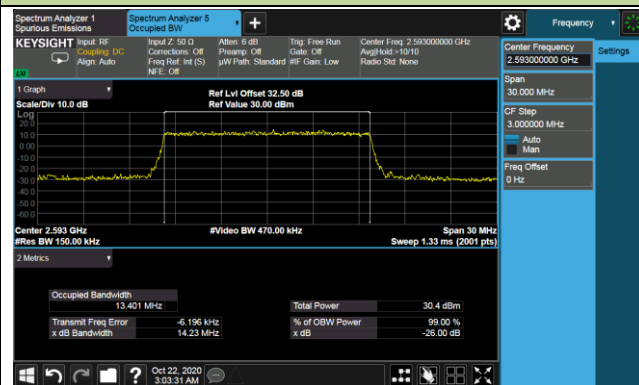 Spectrum Analyzer 1
Spurious Emissions
Spectrum Analyzer 5
Occupied BW
Frequency
KEYSIGHT
Input: RF
Coupling: DC
Align: Auto
Input Z: 50 Ω
Corrections: Off
Freq Ref: Int (S)
NFE: Off
Atten: 6 dB
Preamp: Off
µW Path: Standard
Trig: Free Run
Gate: Off
#IF Gain: Low
Center Freq: 2.593000000 GHz
Avg|Hold:>10/10
Radio Std: None
Center Frequency
2.593000000 GHz
Settings
Span
30.000 MHz
CF Step
3.000000 MHz
Auto
Man
Freq Offset
0 Hz
1 Graph
Scale/Div 10.0 dB
Ref Lvl Offset 32.50 dB
Ref Value 30.00 dBm
Log
20.0
10.0
0.00
-10.0
-20.0
-30.0
-40.0
-50.0
-60.0
Center 2.593 GHz
#Res BW 150.00 kHz
#Video BW 470.00 kHz
Span 30 MHz
Sweep 1.33 ms (2001 pts)
2 Metrics
Occupied Bandwidth
13.401 MHz
Total Power 30.4 dBm
Transmit Freq Error -6.196 kHz
% of OBW Power 99.00 %
x dB Bandwidth 14.23 MHz
x dB -26.00 dB
?
Oct 22, 2020
3:03:31 AM